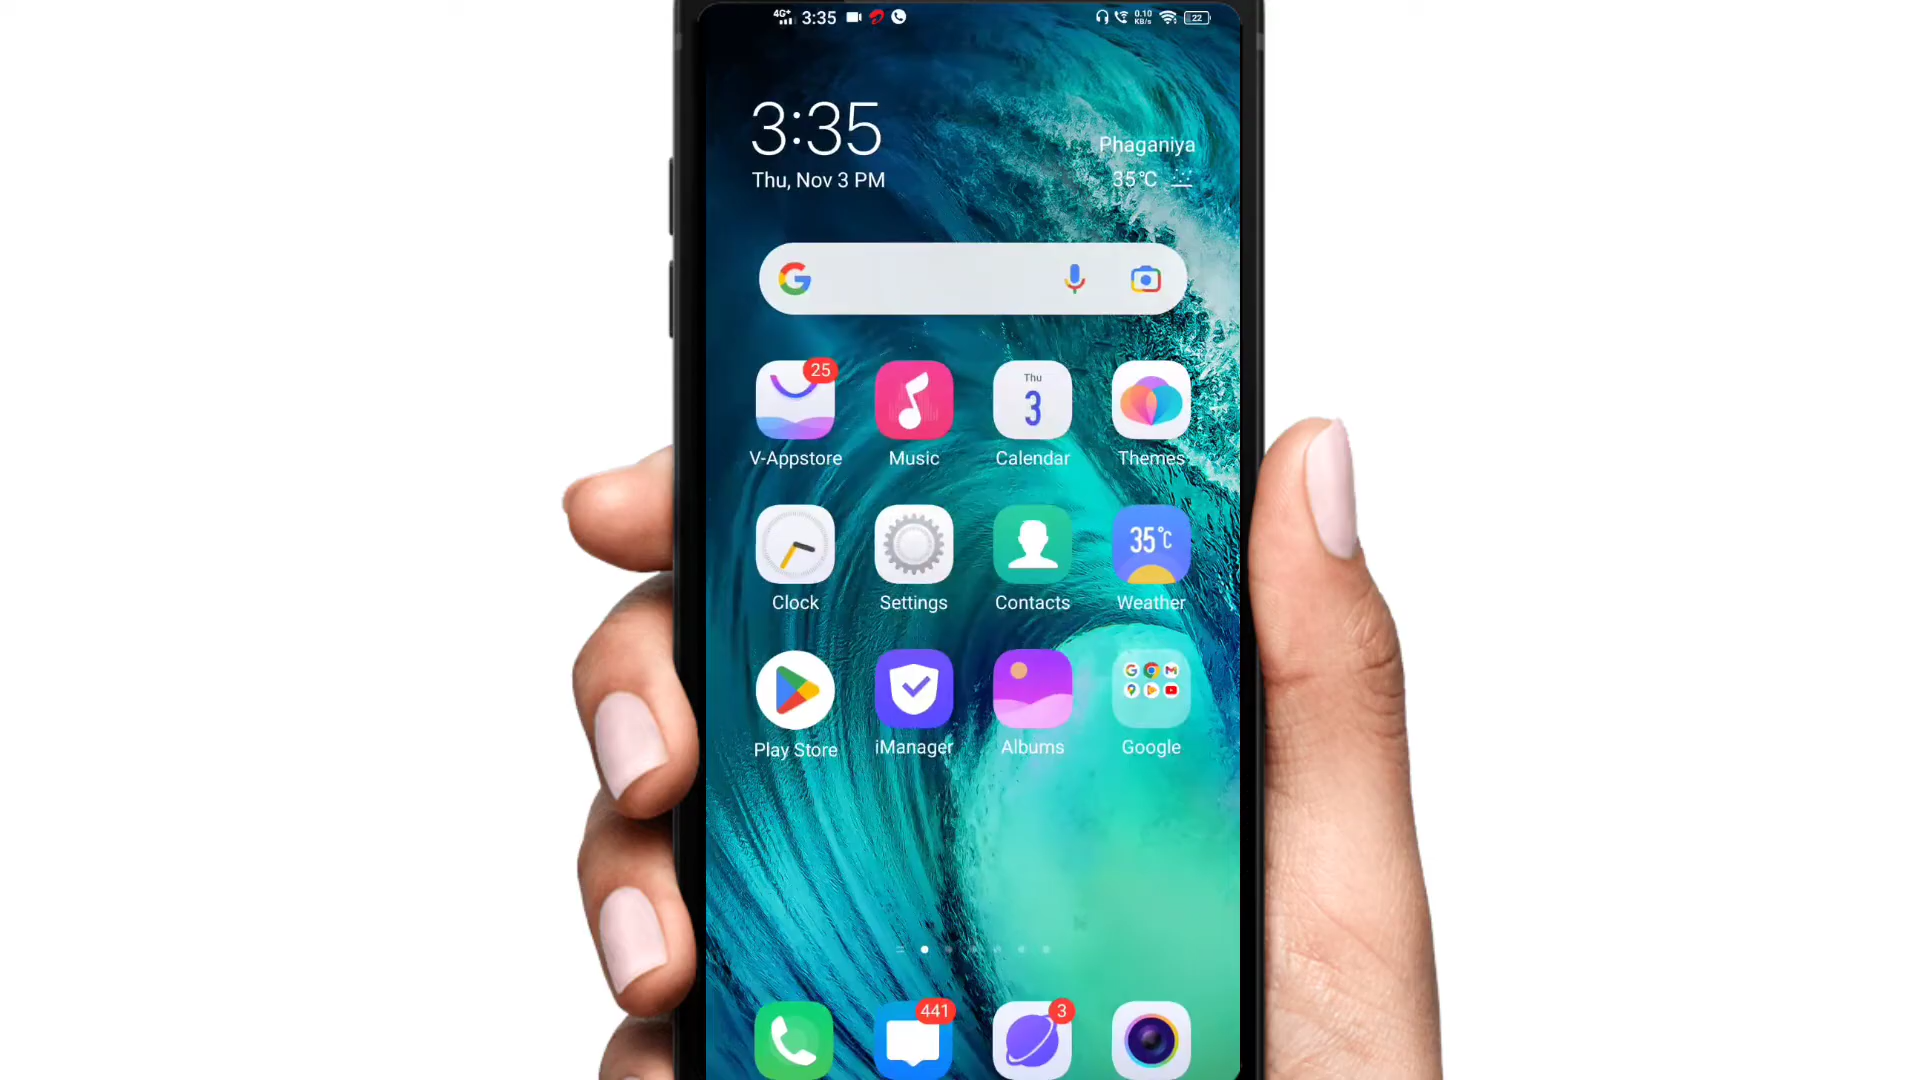 4G+ 3:35 0.10 KB/s 22
3:35
Thu, Nov 3 PM
Phaganiya
35°C
G
25
Thu
3
V-Appstore Music Calendar Themes
35°C
Clock Settings Contacts Weather
Play Store iManager Albums Google
441
3